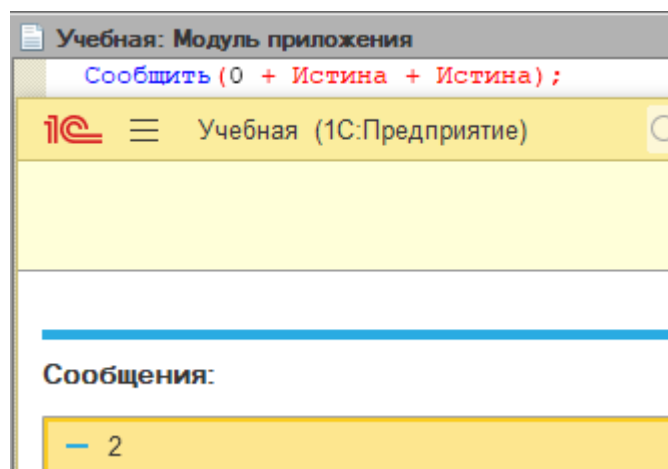 Учебная: Модуль приложения
Сообщить(0 + Истина + Истина);
1С Учебная (1С:Предприятие)
Сообщения:
2